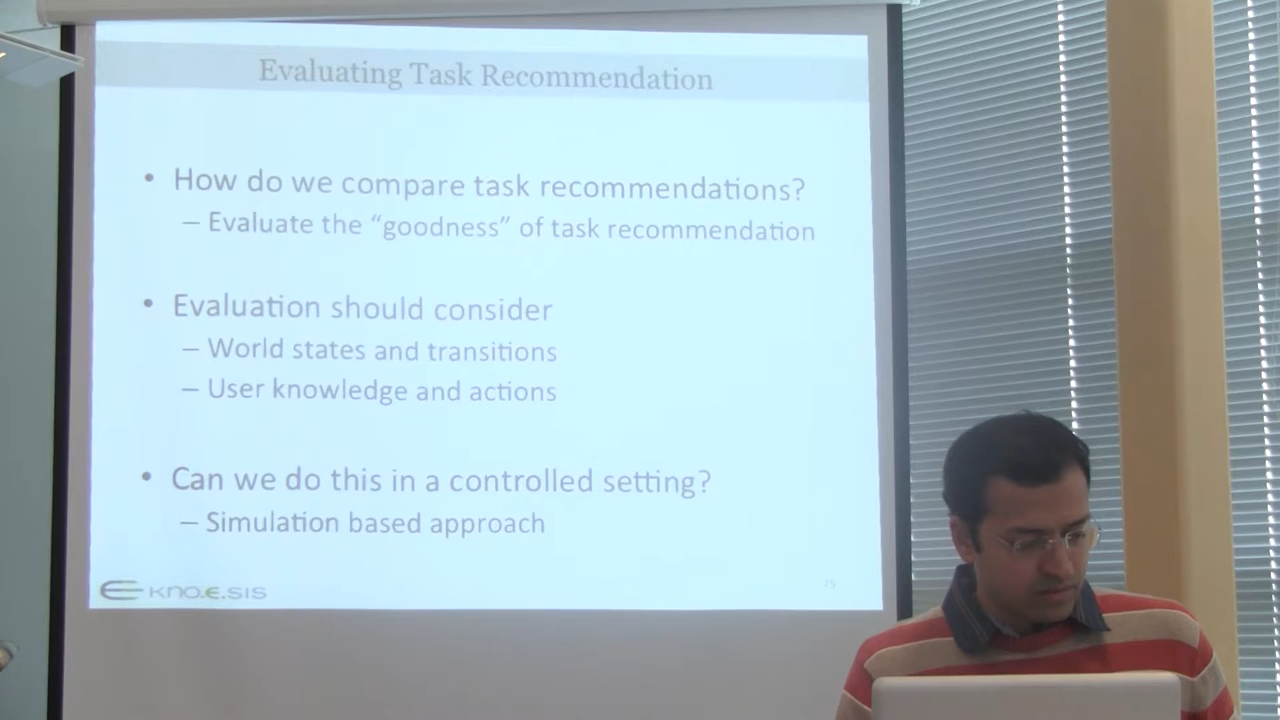 Evaluating Task Recommendation
• How do we compare task recommendations?
– Evaluate the “goodness” of task recommendation
• Evaluation should consider
– World states and transitions
– User knowledge and actions
• Can we do this in a controlled setting?
– Simulation based approach
KNO.E.SIS